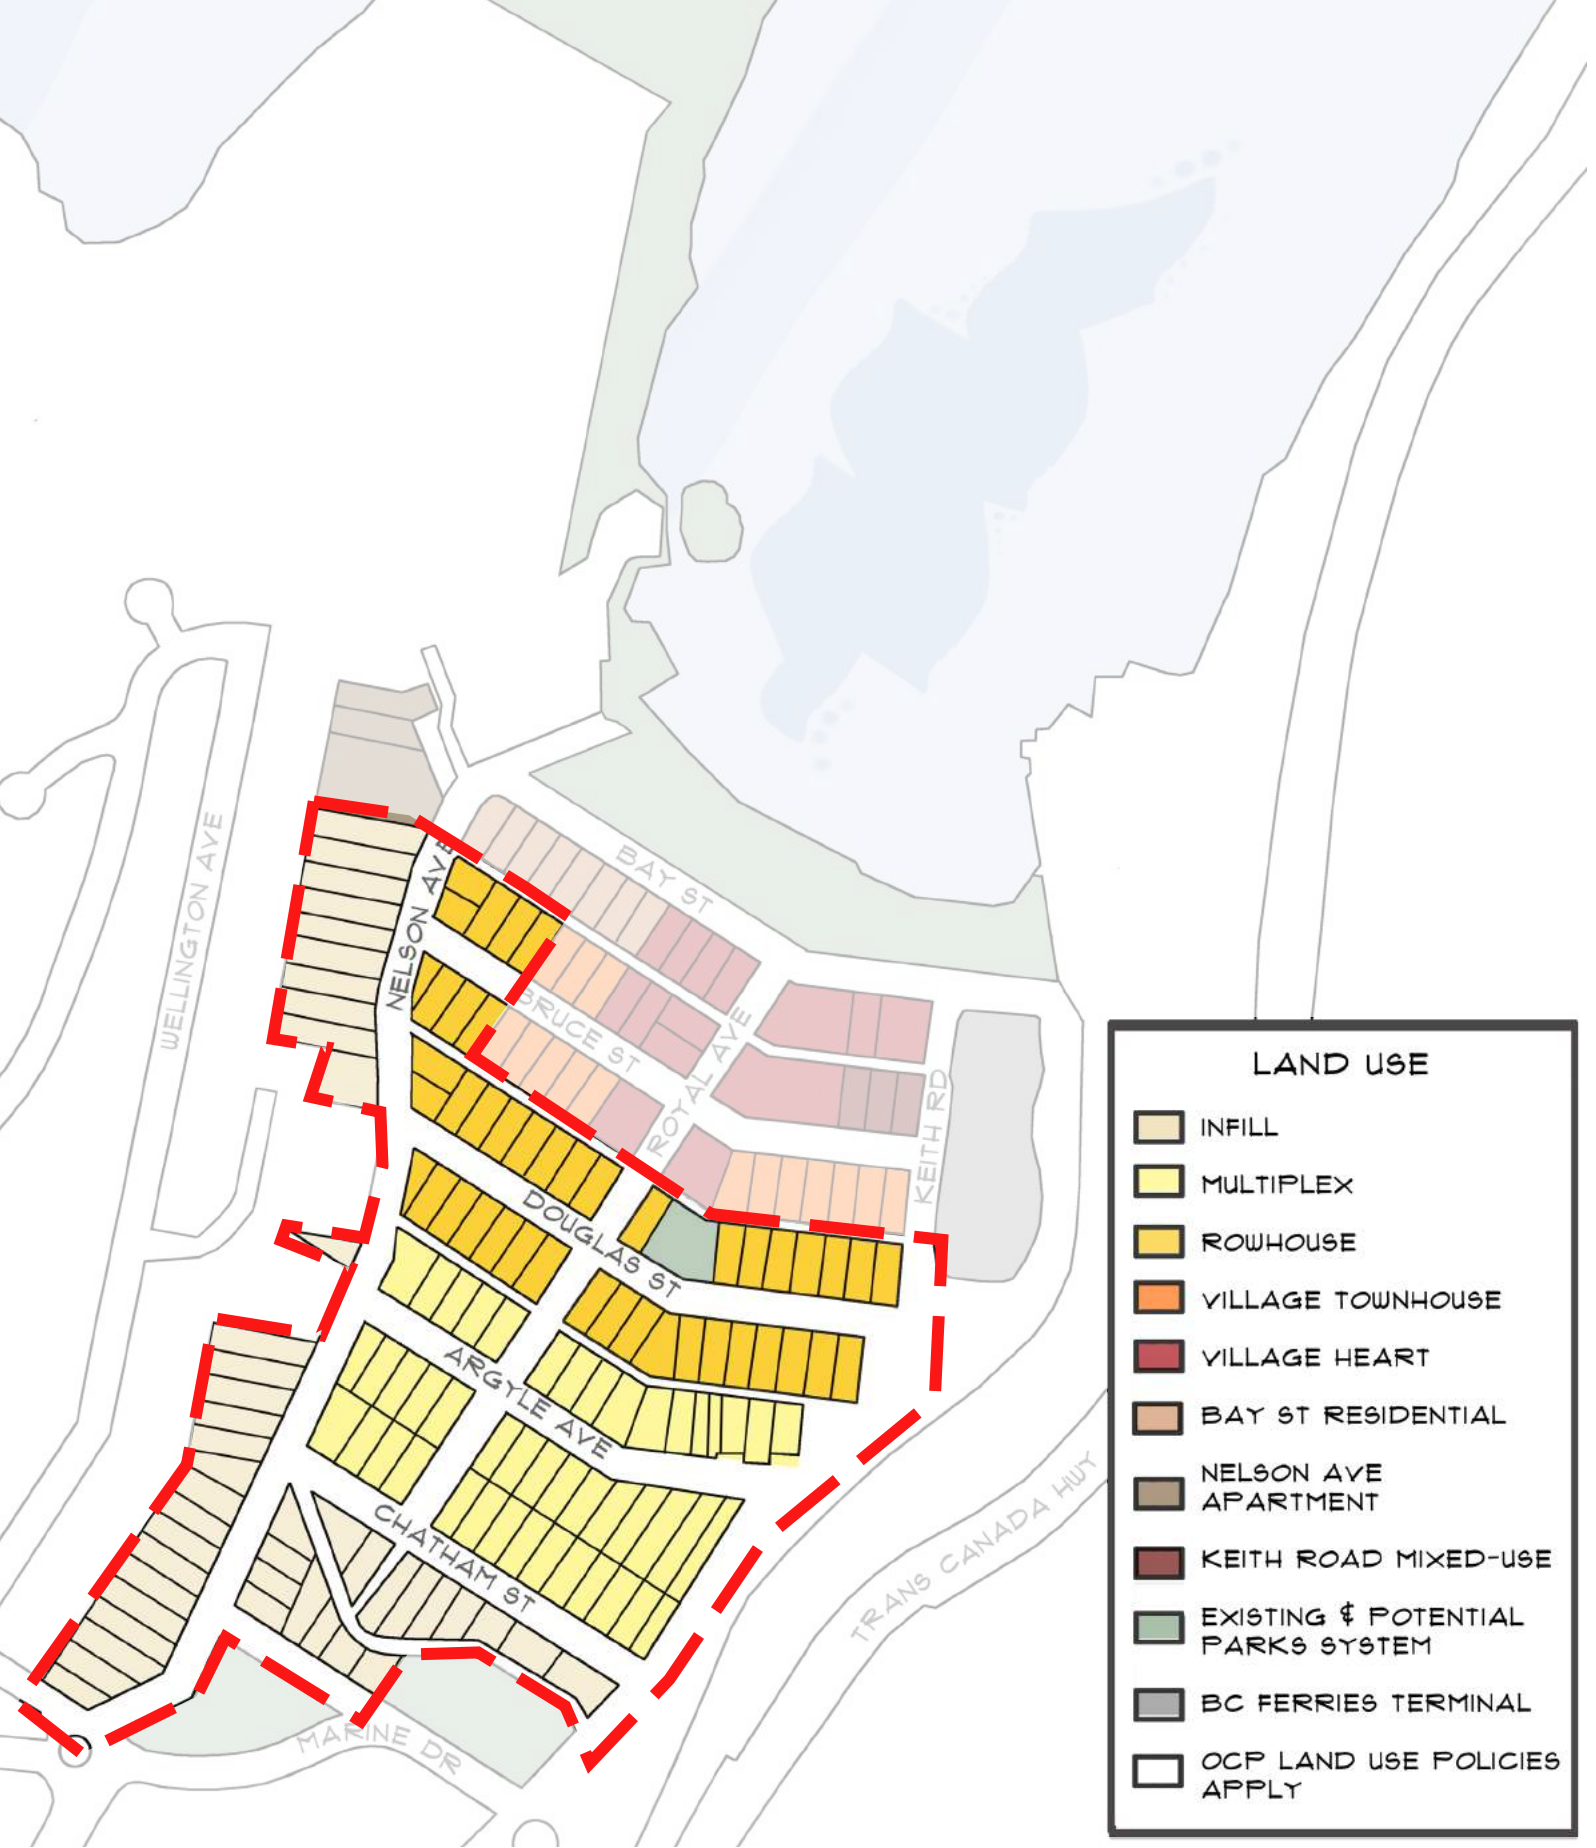 BAY ST
NELSON AVE
WELLINGTON AVE
BRUCE ST
ROYAL AVE
KEITH RD
DOUGLAS ST
ARGYLE AVE
CHATHAM ST
TRANS CANADA HWY
MARINE DR
LAND USE
INFILL
MULTIPLEX
ROWHOUSE
VILLAGE TOWNHOUSE
VILLAGE HEART
BAY ST RESIDENTIAL
NELSON AVE
APARTMENT
KEITH ROAD MIXED-USE
EXISTING & POTENTIAL
PARKS SYSTEM
BC FERRIES TERMINAL
OCP LAND USE POLICIES
APPLY